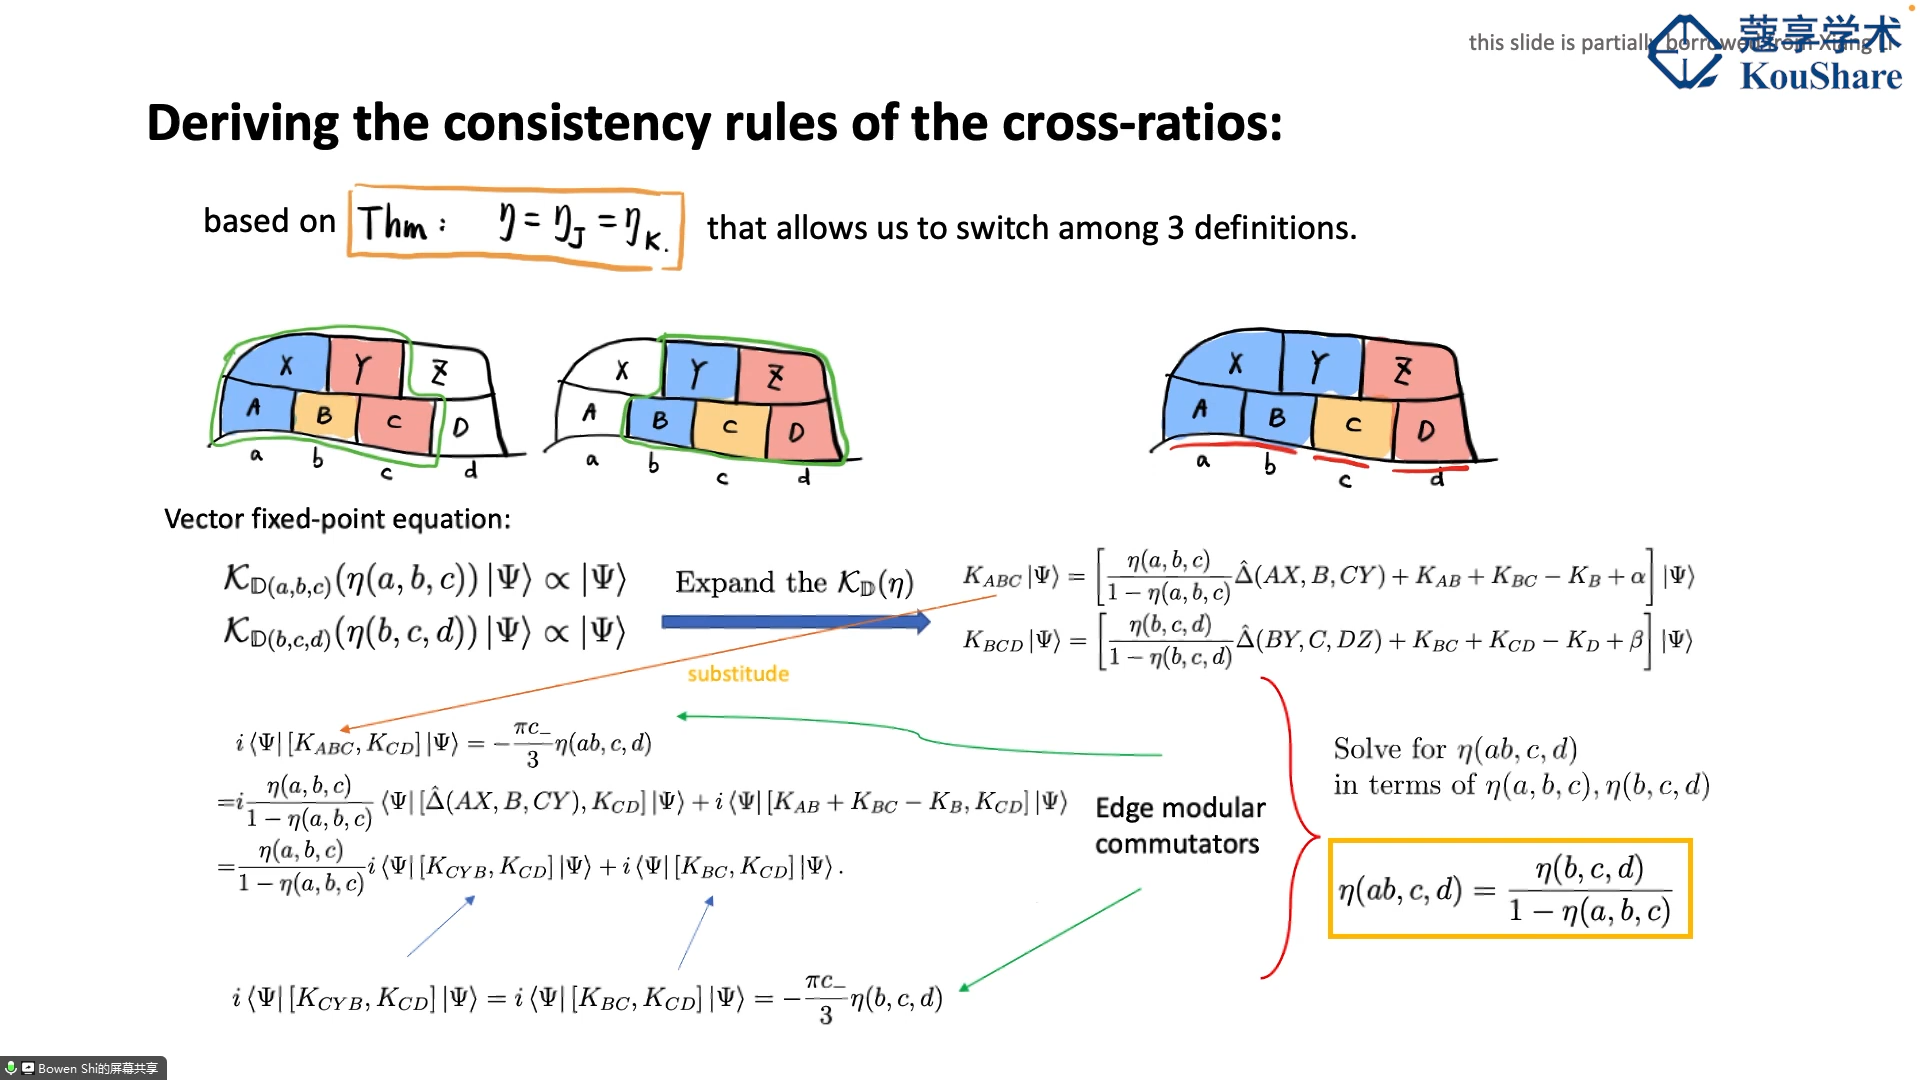 this slide is partially borrowed from Xiang Li
蔻享学术
KouShare
Deriving the consistency rules of the cross-ratios:
based on Thm : η = η_J = η_K. that allows us to switch among 3 definitions.
X Y Z
A B C D
a b c d
X Y Z
A B C D
a b c d
X Y Z
A B C D
a b c d
Vector fixed-point equation:
𝒦_{𝔻(a,b,c)}(η(a, b, c)) |Ψ⟩ ∝ |Ψ⟩
𝒦_{𝔻(b,c,d)}(η(b, c, d)) |Ψ⟩ ∝ |Ψ⟩
Expand the 𝒦_𝔻(η)
K_{ABC} |Ψ⟩ = [ η(a, b, c) / (1 − η(a, b, c)) Δ̂(AX, B, CY) + K_{AB} + K_{BC} − K_B + α ] |Ψ⟩
K_{BCD} |Ψ⟩ = [ η(b, c, d) / (1 − η(b, c, d)) Δ̂(BY, C, DZ) + K_{BC} + K_{CD} − K_D + β ] |Ψ⟩
substitude
i ⟨Ψ| [K_{ABC}, K_{CD}] |Ψ⟩ = − πc_− / 3 η(ab, c, d)
= i η(a, b, c) / (1 − η(a, b, c)) ⟨Ψ| [Δ̂(AX, B, CY), K_{CD}] |Ψ⟩ + i ⟨Ψ| [K_{AB} + K_{BC} − K_B, K_{CD}] |Ψ⟩
= η(a, b, c) / (1 − η(a, b, c)) i ⟨Ψ| [K_{CYB}, K_{CD}] |Ψ⟩ + i ⟨Ψ| [K_{BC}, K_{CD}] |Ψ⟩ .
i ⟨Ψ| [K_{CYB}, K_{CD}] |Ψ⟩ = i ⟨Ψ| [K_{BC}, K_{CD}] |Ψ⟩ = − πc_− / 3 η(b, c, d)
Edge modular
commutators
Solve for η(ab, c, d)
in terms of η(a, b, c), η(b, c, d)
η(ab, c, d) = η(b, c, d) / (1 − η(a, b, c))
Bowen Shi的屏幕共享